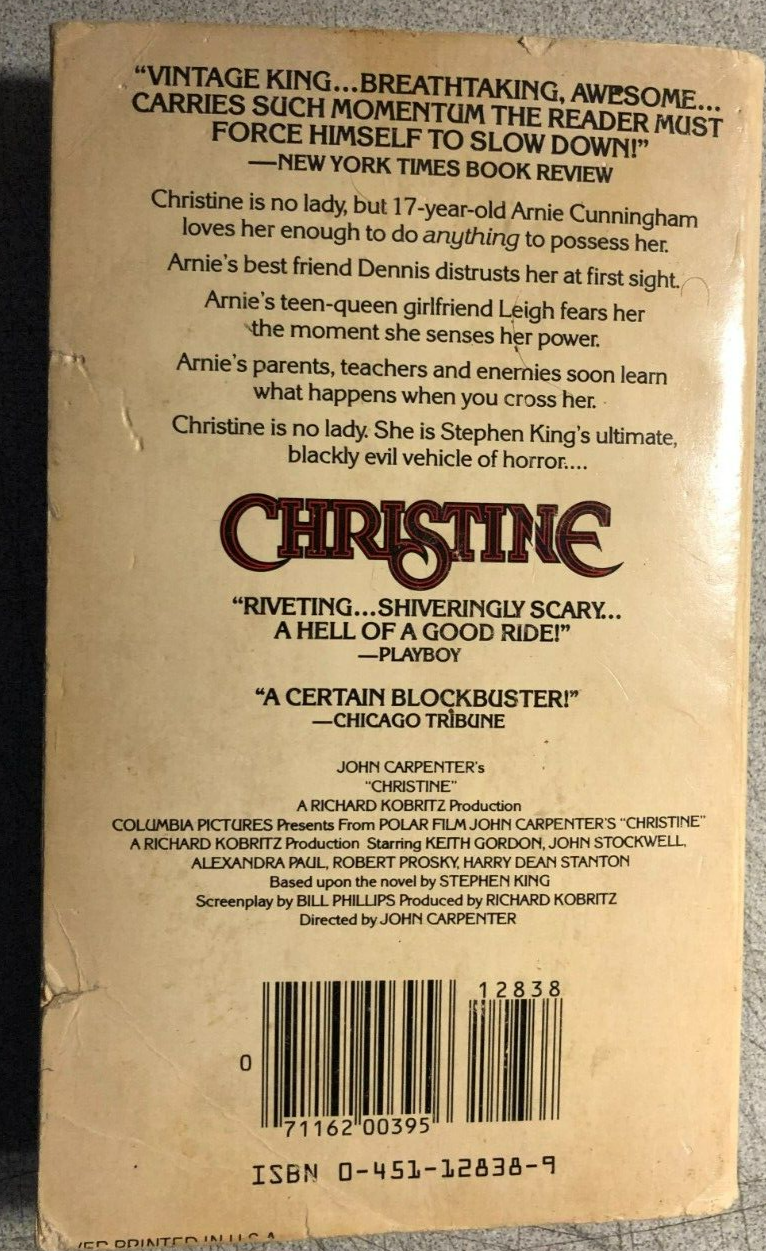 “VINTAGE KING...BREATHTAKING, AWESOME...
CARRIES SUCH MOMENTUM THE READER MUST
FORCE HIMSELF TO SLOW DOWN!”
—NEW YORK TIMES BOOK REVIEW
Christine is no lady, but 17-year-old Arnie Cunningham
loves her enough to do anything to possess her.
Arnie's best friend Dennis distrusts her at first sight.
Arnie's teen-queen girlfriend Leigh fears her
the moment she senses her power.
Arnie's parents, teachers and enemies soon learn
what happens when you cross her.
Christine is no lady. She is Stephen King's ultimate,
blackly evil vehicle of horror....
CHRISTINE
“RIVETING...SHIVERINGLY SCARY...
A HELL OF A GOOD RIDE!”
—PLAYBOY
“A CERTAIN BLOCKBUSTER!”
—CHICAGO TRIBUNE
JOHN CARPENTER's
“CHRISTINE”
A RICHARD KOBRITZ Production
COLUMBIA PICTURES Presents From POLAR FILM JOHN CARPENTER'S “CHRISTINE”
A RICHARD KOBRITZ Production Starring KEITH GORDON, JOHN STOCKWELL,
ALEXANDRA PAUL, ROBERT PROSKY, HARRY DEAN STANTON
Based upon the novel by STEPHEN KING
Screenplay by BILL PHILLIPS Produced by RICHARD KOBRITZ
Directed by JOHN CARPENTER
12838
0
71162 00395
ISBN 0-451-12838-9
PRINTED IN U.S.A.